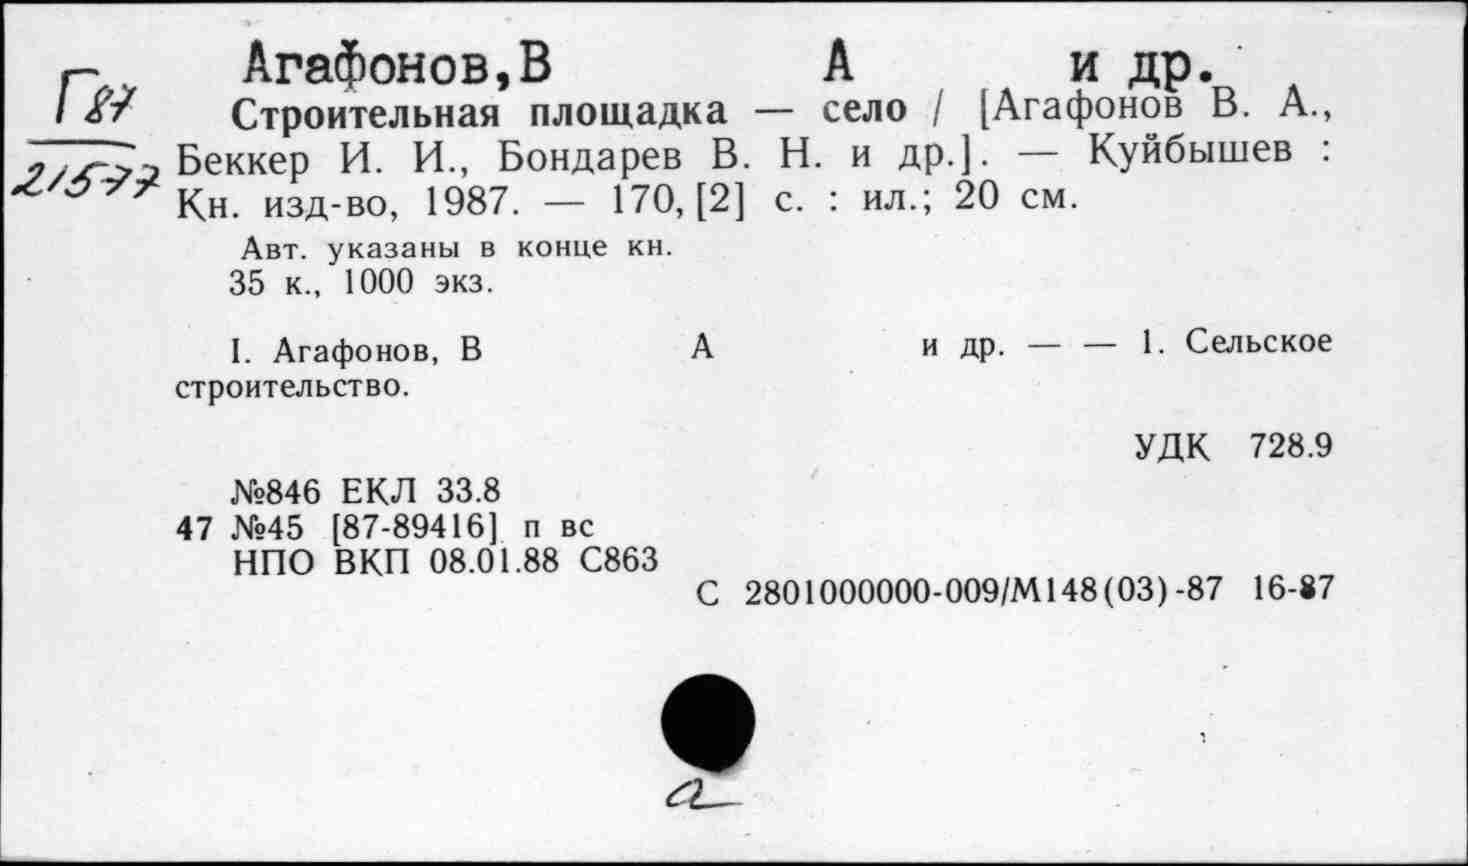 Агафонов,В А и др.
Г87
21577
Строительная площадка — село / [Агафонов В. А.,
Беккер И. И., Бондарев В. Н. и др.]. — Куйбышев :
Кн. изд-во, 1987. — 170, [2] с. : ил.; 20 см.
Авт. указаны в конце кн.
35 к., 1000 экз.
I. Агафонов, В А и др. — — 1. Сельское
строительство.
УДК 728.9
№846 ЕКЛ 33.8
47 №45 [87-89416] п вс
НПО ВКП 08.01.88 С863
С 2801000000-009/М148(03)-87 16-87
а